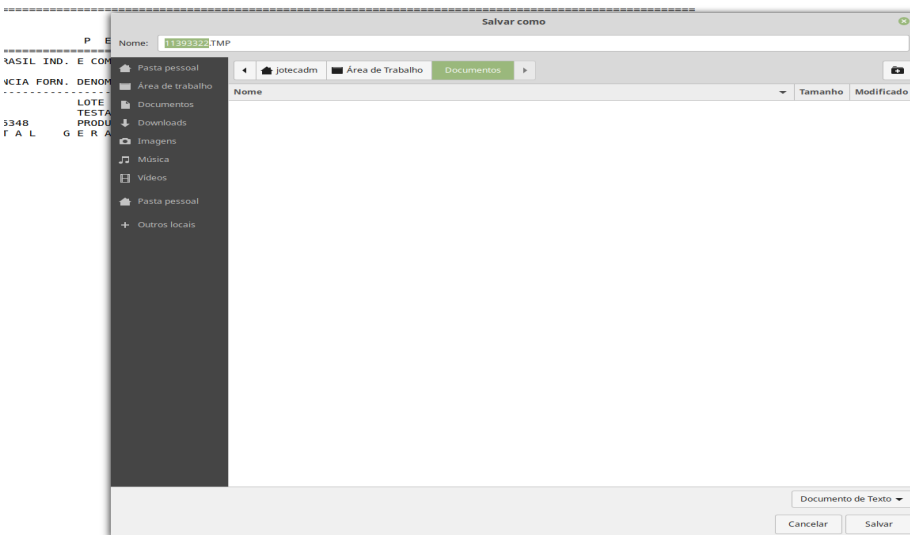 Salvar como
P E
Nome: 11393322.TMP
RASIL IND. E COM
NCIA FORN. DENOM
LOTE
TESTA
6348 PRODU
T A L G E R A
Pasta pessoal
Área de trabalho
Documentos
Downloads
Imagens
Música
Vídeos
Pasta pessoal
Outros locais
jotecadm Área de Trabalho Documentos
Nome Tamanho Modificado
Documento de Texto
Cancelar Salvar